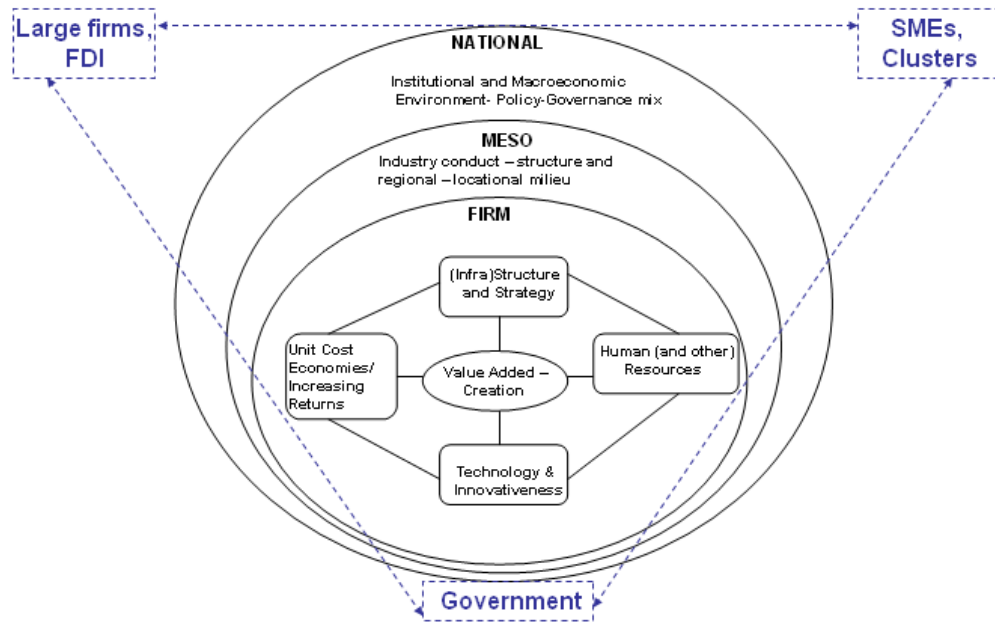 Large firms,
FDI
SMEs,
Clusters
NATIONAL
Institutional and Macroeconomic
Environment- Policy-Governance mix
MESO
Industry conduct – structure and
regional – locational milieu
FIRM
(Infra)Structure
and Strategy
Unit Cost
Economies/
Increasing
Returns
Value Added –
Creation
Human (and other)
Resources
Technology &
Innovativeness
Government